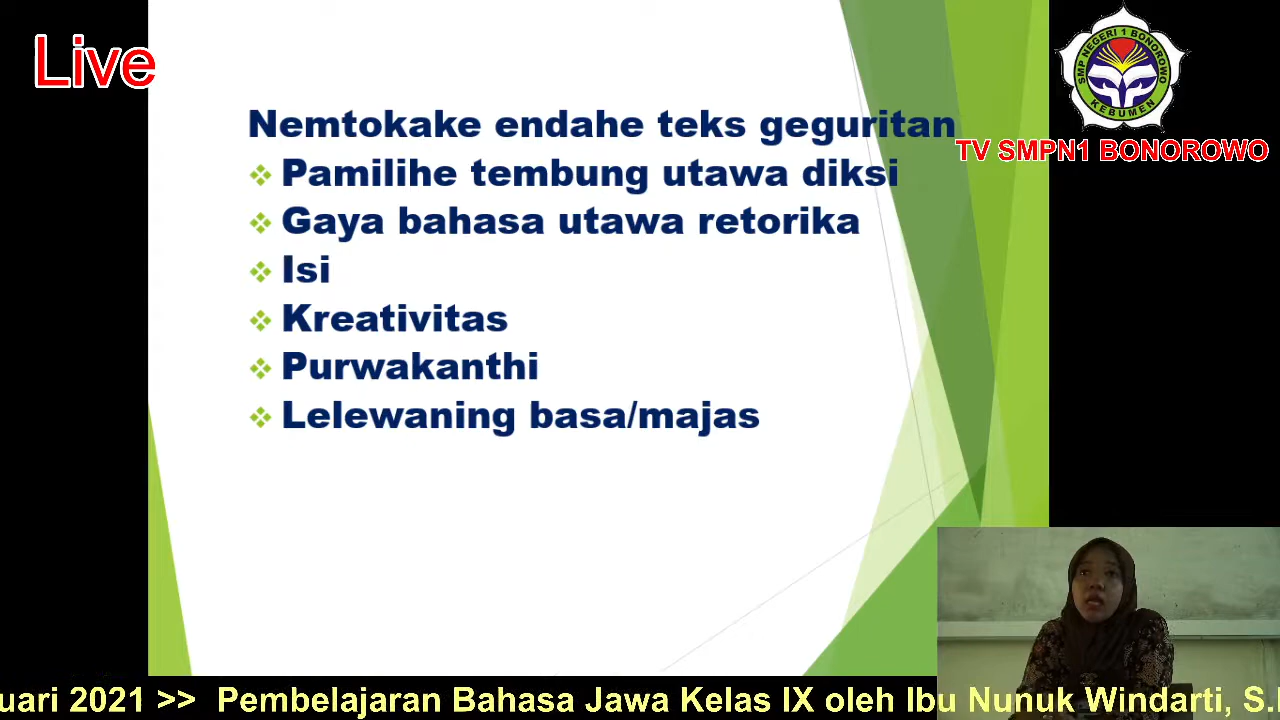 Live
SMP NEGERI 1 BONOROWO
KEBUMEN
TV SMPN1 BONOROWO
Nemtokake endahe teks geguritan
Pamilihe tembung utawa diksi
Gaya bahasa utawa retorika
Isi
Kreativitas
Purwakanthi
Lelewaning basa/majas
uari 2021 >> Pembelajaran Bahasa Jawa Kelas IX oleh Ibu Nunuk Windarti, S.